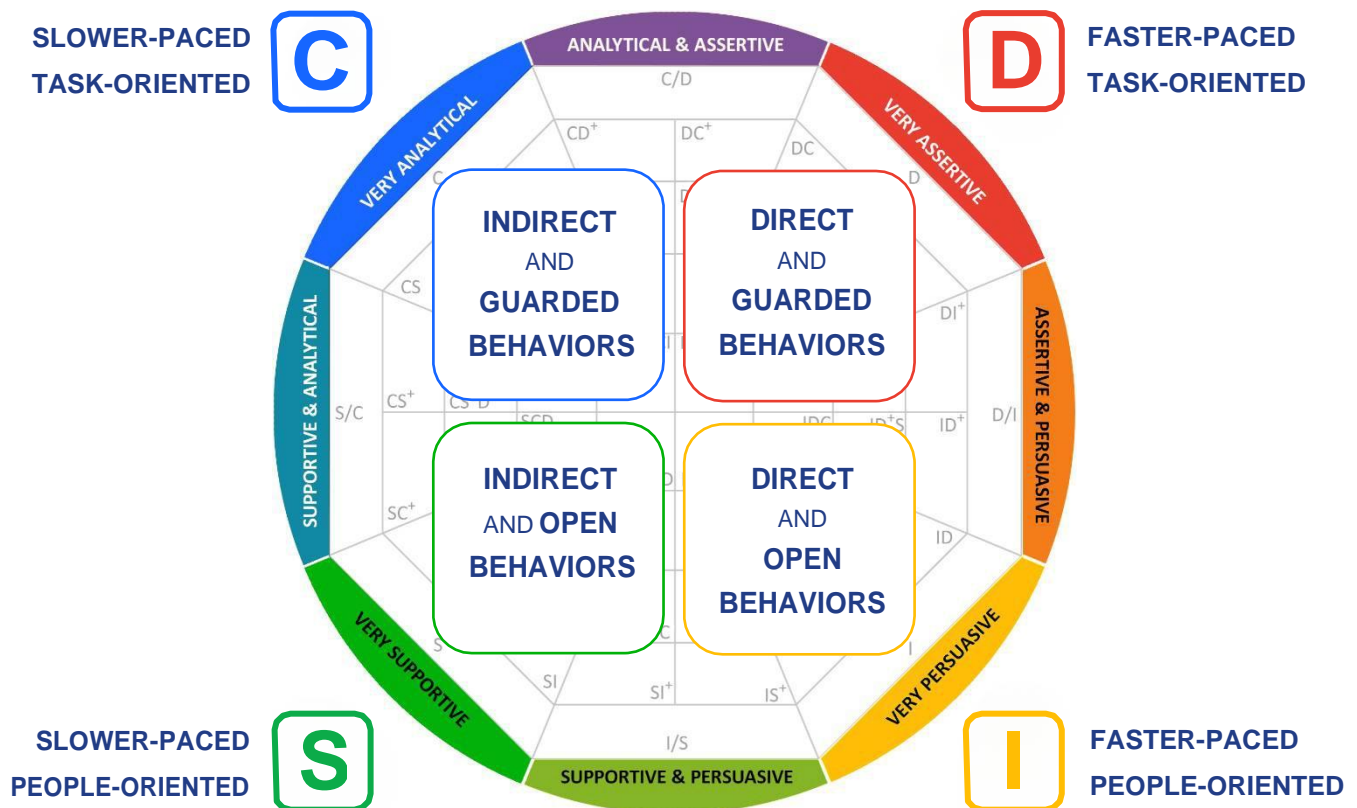 SLOWER-PACED
TASK-ORIENTED
C
ANALYTICAL & ASSERTIVE
D
FASTER-PACED
TASK-ORIENTED
C/D
CD+
DC+
DC
VERY ANALYTICAL
VERY ASSERTIVE
C
D
INDIRECT
AND
GUARDED
BEHAVIORS
DIRECT
AND
GUARDED
BEHAVIORS
CS
DI+
SUPPORTIVE & ANALYTICAL
ASSERTIVE & PERSUASIVE
S/C
CS+
ID+
D/I
INDIRECT
AND OPEN
BEHAVIORS
DIRECT
AND
OPEN
BEHAVIORS
SC+
ID
VERY SUPPORTIVE
VERY PERSUASIVE
S
I
SI
SI+
IS+
I/S
SLOWER-PACED
PEOPLE-ORIENTED
S
SUPPORTIVE & PERSUASIVE
I
FASTER-PACED
PEOPLE-ORIENTED